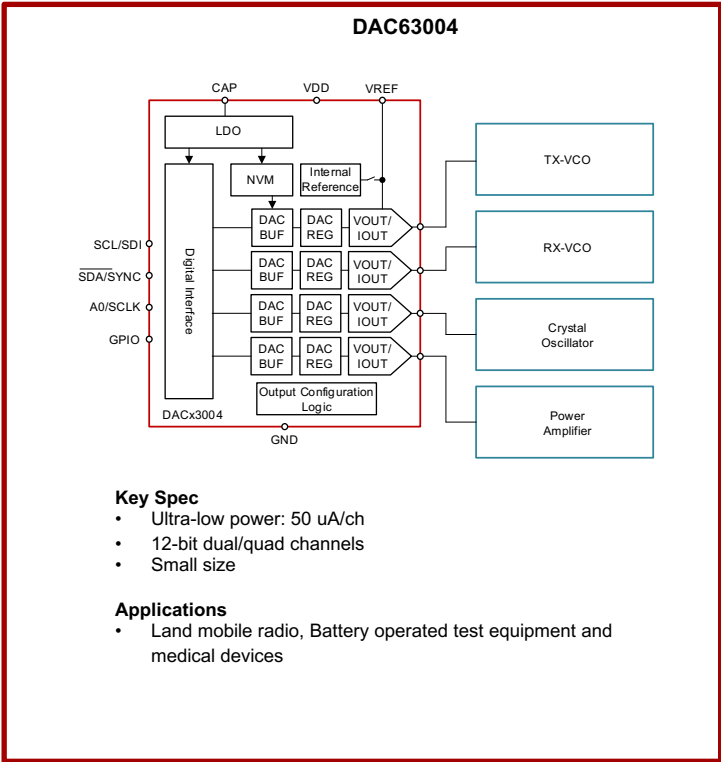 DAC63004
CAP
VDD
VREF
LDO
NVM
Internal
Reference
DAC
BUF
DAC
REG
VOUT/
IOUT
TX-VCO
SCL/SDI
SDA/SYNC
A0/SCLK
GPIO
Digital Interface
DAC
BUF
DAC
REG
VOUT/
IOUT
RX-VCO
DAC
BUF
DAC
REG
VOUT/
IOUT
Crystal
Oscillator
DAC
BUF
DAC
REG
VOUT/
IOUT
Power
Amplifier
Output Configuration
Logic
DACx3004
GND
Key Spec
• Ultra-low power: 50 uA/ch
• 12-bit dual/quad channels
• Small size
Applications
• Land mobile radio, Battery operated test equipment and
medical devices